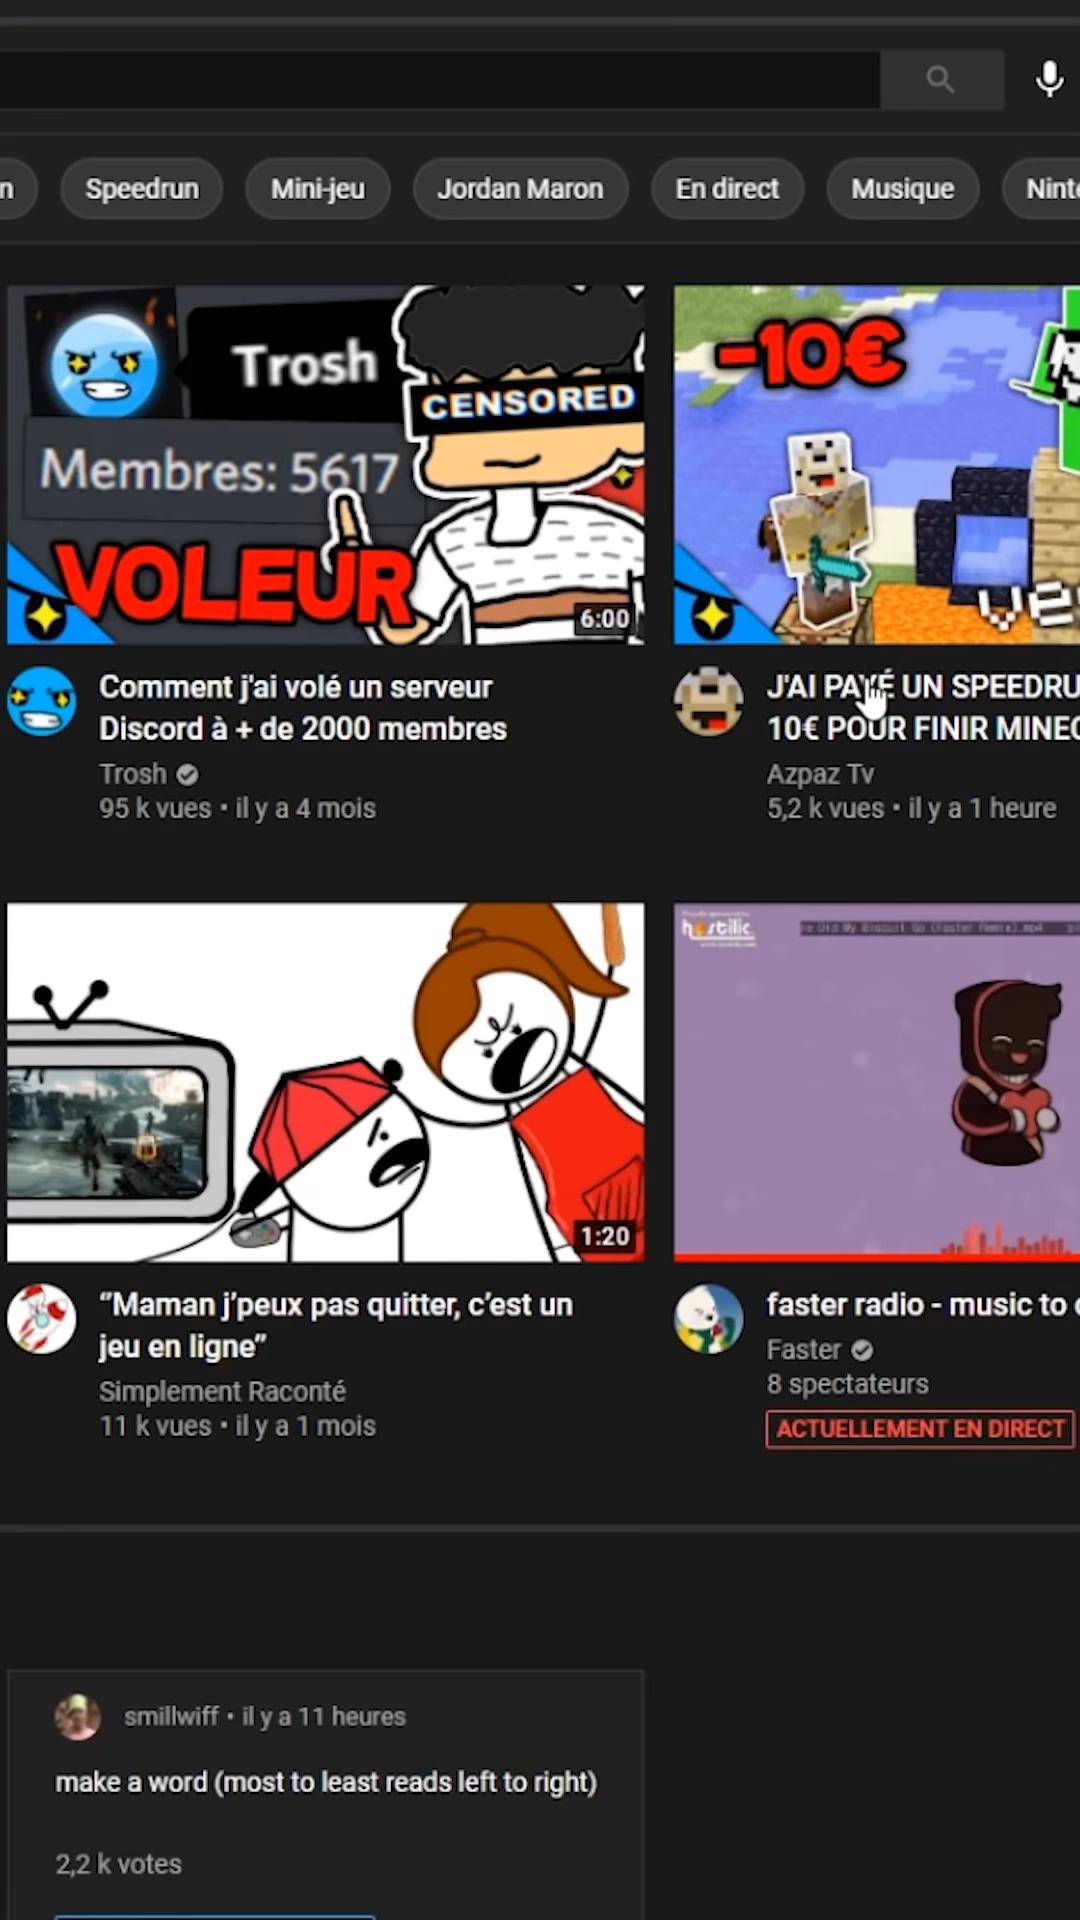 n
Speedrun
Mini-jeu
Jordan Maron
En direct
Musique
Ninte
Trosh
CENSORED
Membres: 5617
VOLEUR
6:00
-10€
Comment j'ai volé un serveur
Discord à + de 2000 membres
Trosh
95 k vues • il y a 4 mois
J'AI PAYÉ UN SPEEDRU
10€ POUR FINIR MINEC
Azpaz Tv
5,2 k vues • il y a 1 heure
1:20
hostilic
"Maman j'peux pas quitter, c'est un
jeu en ligne"
Simplement Raconté
11 k vues • il y a 1 mois
faster radio - music to
Faster
8 spectateurs
ACTUELLEMENT EN DIRECT
smillwiff • il y a 11 heures
make a word (most to least reads left to right)
2,2 k votes